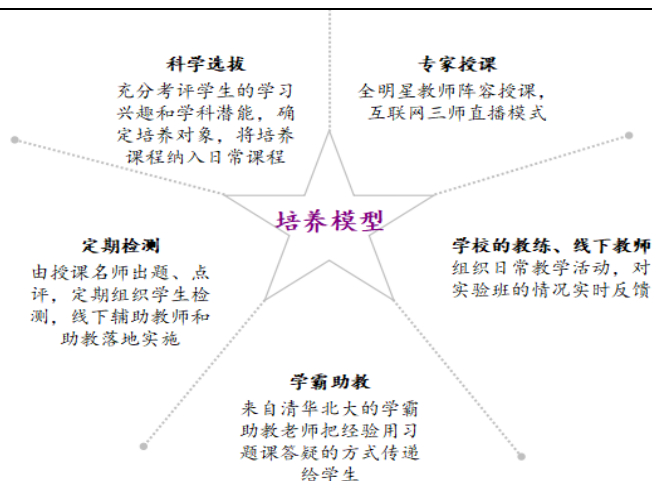 科学选拔
充分考评学生的学习
兴趣和学科潜能，确
定培养对象，将培养
课程纳入日常课程
专家授课
全明星教师阵容授课，
互联网三师直播模式
培养模型
定期检测
由授课名师出题、点
评，定期组织学生检
测，线下辅助教师和
助教落地实施
学校的教练、线下教师
组织日常教学活动，对
实验班的情况实时反馈
学霸助教
来自清华北大的学霸
助教老师把经验用习
题课答疑的方式传递
给学生